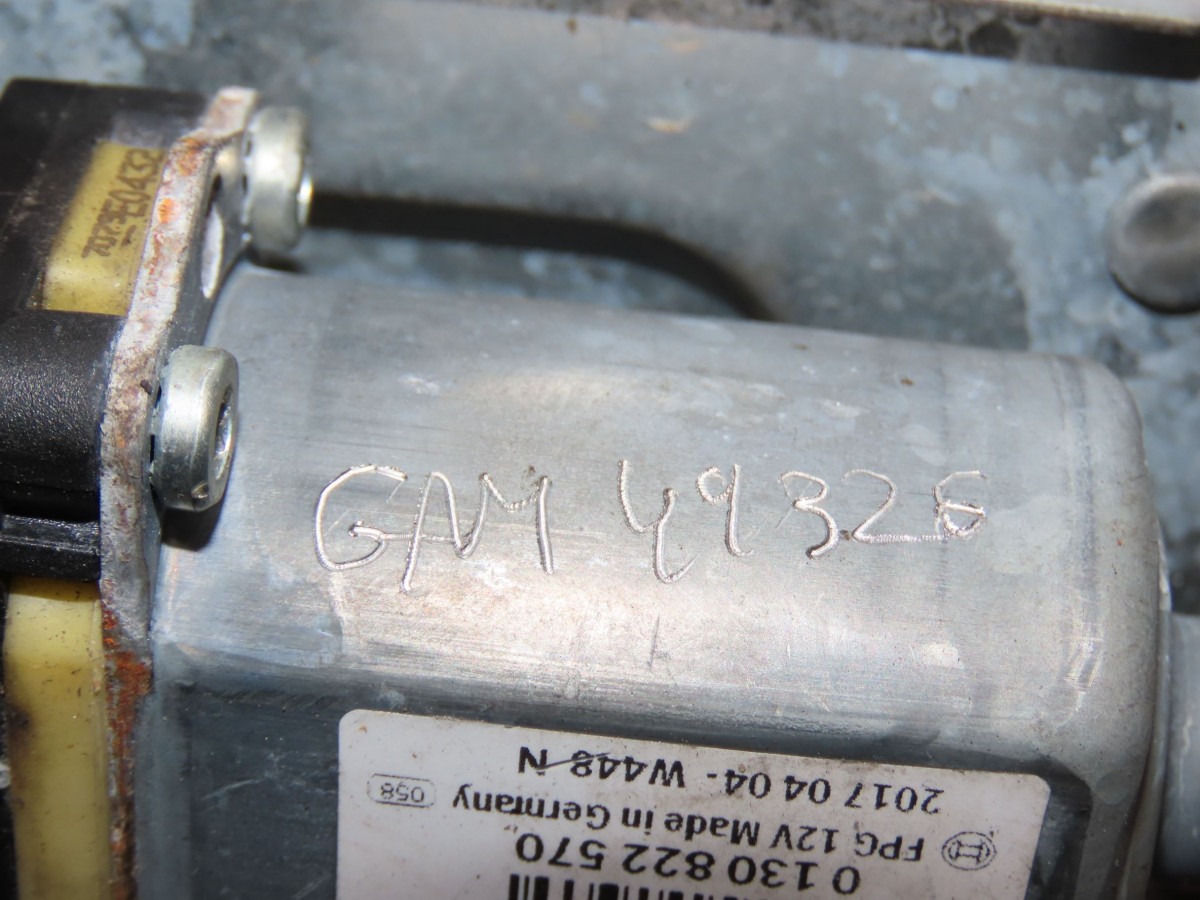 GAM 49326
0 130 822 570
FPG 12V Made in Germany
058
2017 04 04 - W448 N